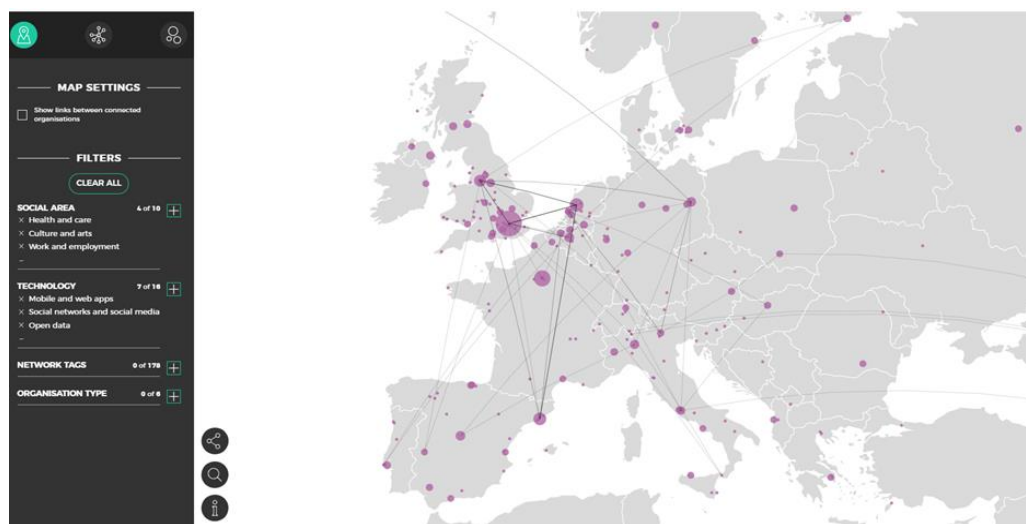 MAP SETTINGS
Show links between connected
organisations
FILTERS
CLEAR ALL
SOCIAL AREA 4 of 10
× Health and care
× Culture and arts
× Work and employment
TECHNOLOGY 7 of 16
× Mobile and web apps
× Social networks and social media
× Open data
NETWORK TAGS 0 of 178
ORGANISATION TYPE 0 of 6